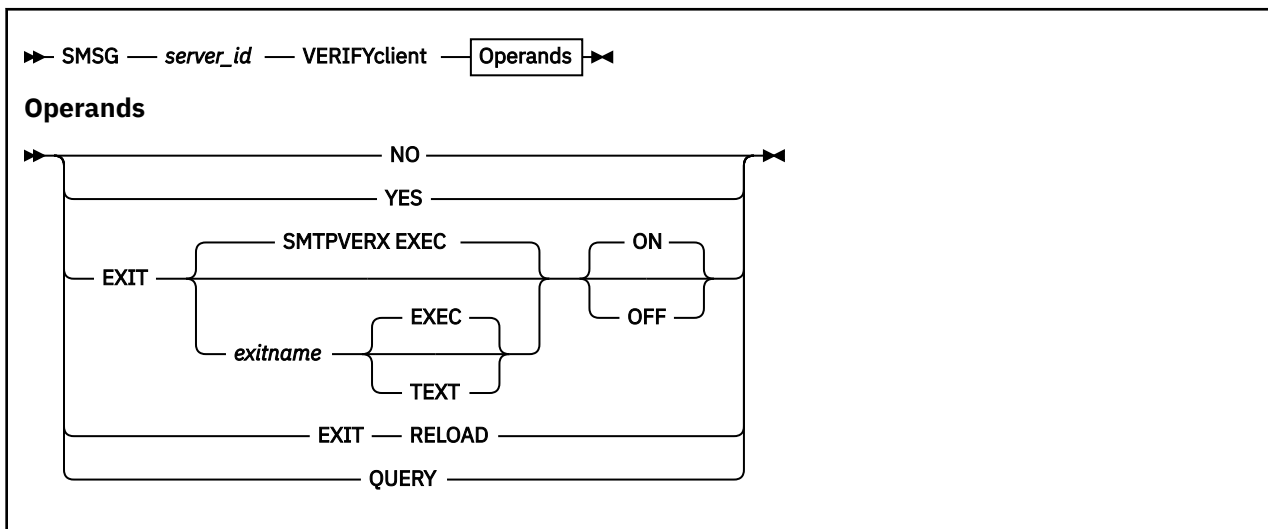 SMSG server_id VERIFYclient Operands
Operands
NO
YES
SMTPVERX EXEC ON
EXIT
EXEC OFF
exitname
TEXT
EXIT RELOAD
QUERY